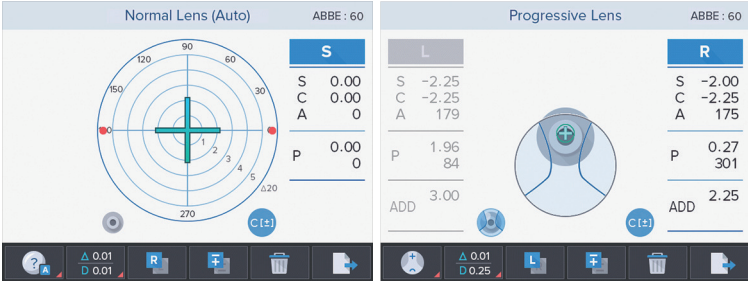 Normal Lens (Auto)
ABBE : 60
S
S 0.00
C 0.00
A 0
P 0.00
0
90
120
60
150
30
1
2
3
4
5
△20
270
C [±]
?
A
△ 0.01
D 0.01
R
Progressive Lens
ABBE : 60
L
S −2.25
C −2.25
A 179
P 1.96
84
ADD 3.00
R
S −2.00
C −2.25
A 175
P 0.27
301
ADD 2.25
C [±]
△ 0.01
D 0.25
L